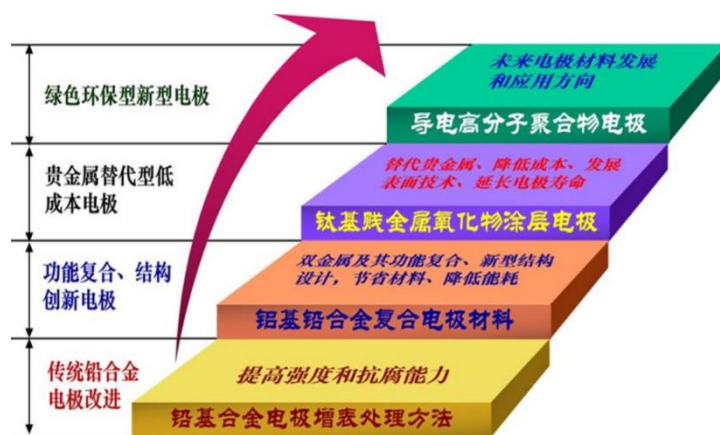 绿色环保型新型电极
未来电极材料发展
和应用方向
导电高分子聚合物电极
贵金属替代型低
成本电极
替代贵金属、降低成本、发展
表面技术、延长电极寿命
钛基贱金属氧化物涂层电极
功能复合、结构
创新电极
双金属及其功能复合、新型结构
设计，节省材料、降低能耗
铝基铅合金复合电极材料
传统铅合金
电极改进
提高强度和抗腐能力
铅基合金电极增表处理方法